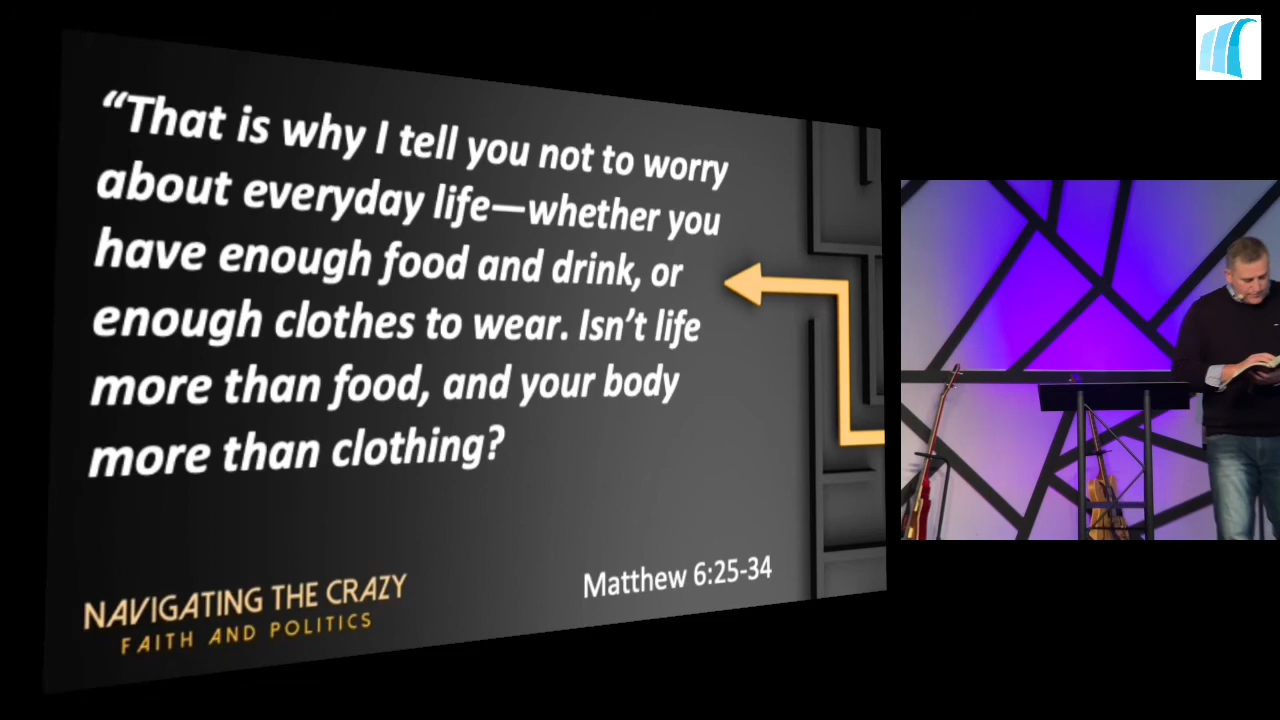 “That is why I tell you not to worry
about everyday life—whether you
have enough food and drink, or
enough clothes to wear. Isn’t life
more than food, and your body
more than clothing?
Matthew 6:25-34
NAVIGATING THE CRAZY
FAITH AND POLITICS